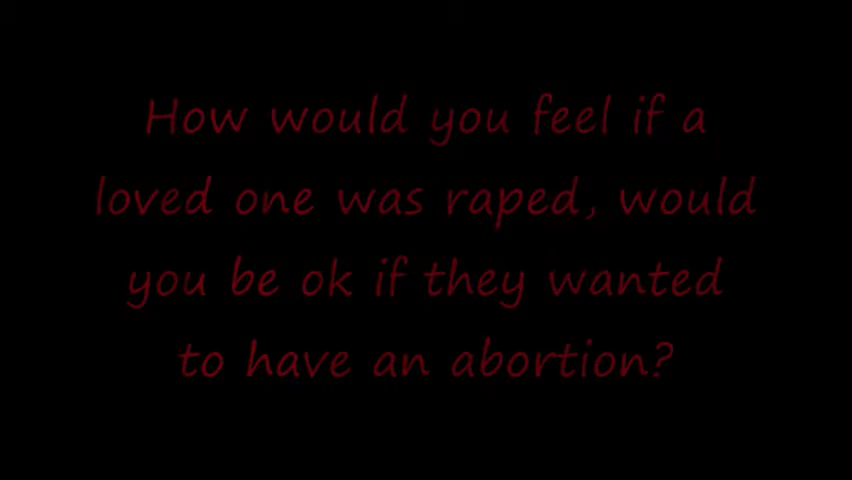 How would you feel if a
loved one was raped, would
you be ok if they wanted
to have an abortion?